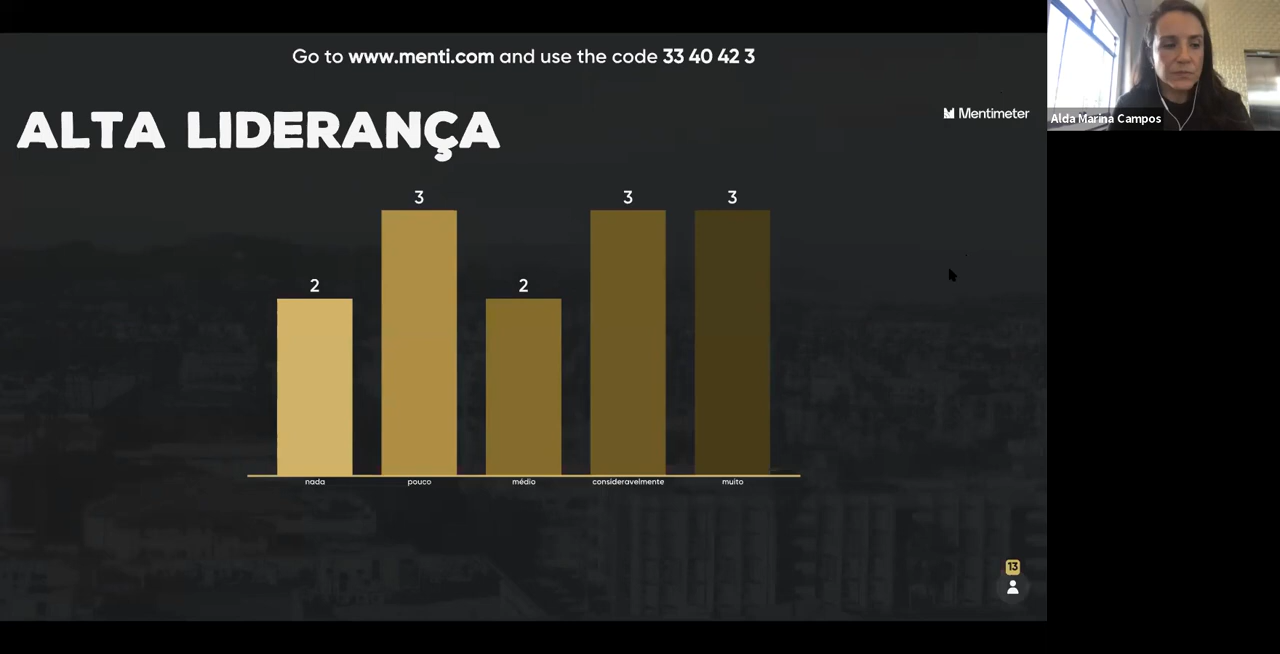 Go to www.menti.com and use the code 33 40 42 3
ALTA LIDERANÇA
Mentimeter
Alda Marina Campos
3
3
3
2
2
nada
pouco
médio
consideravelmente
muito
13